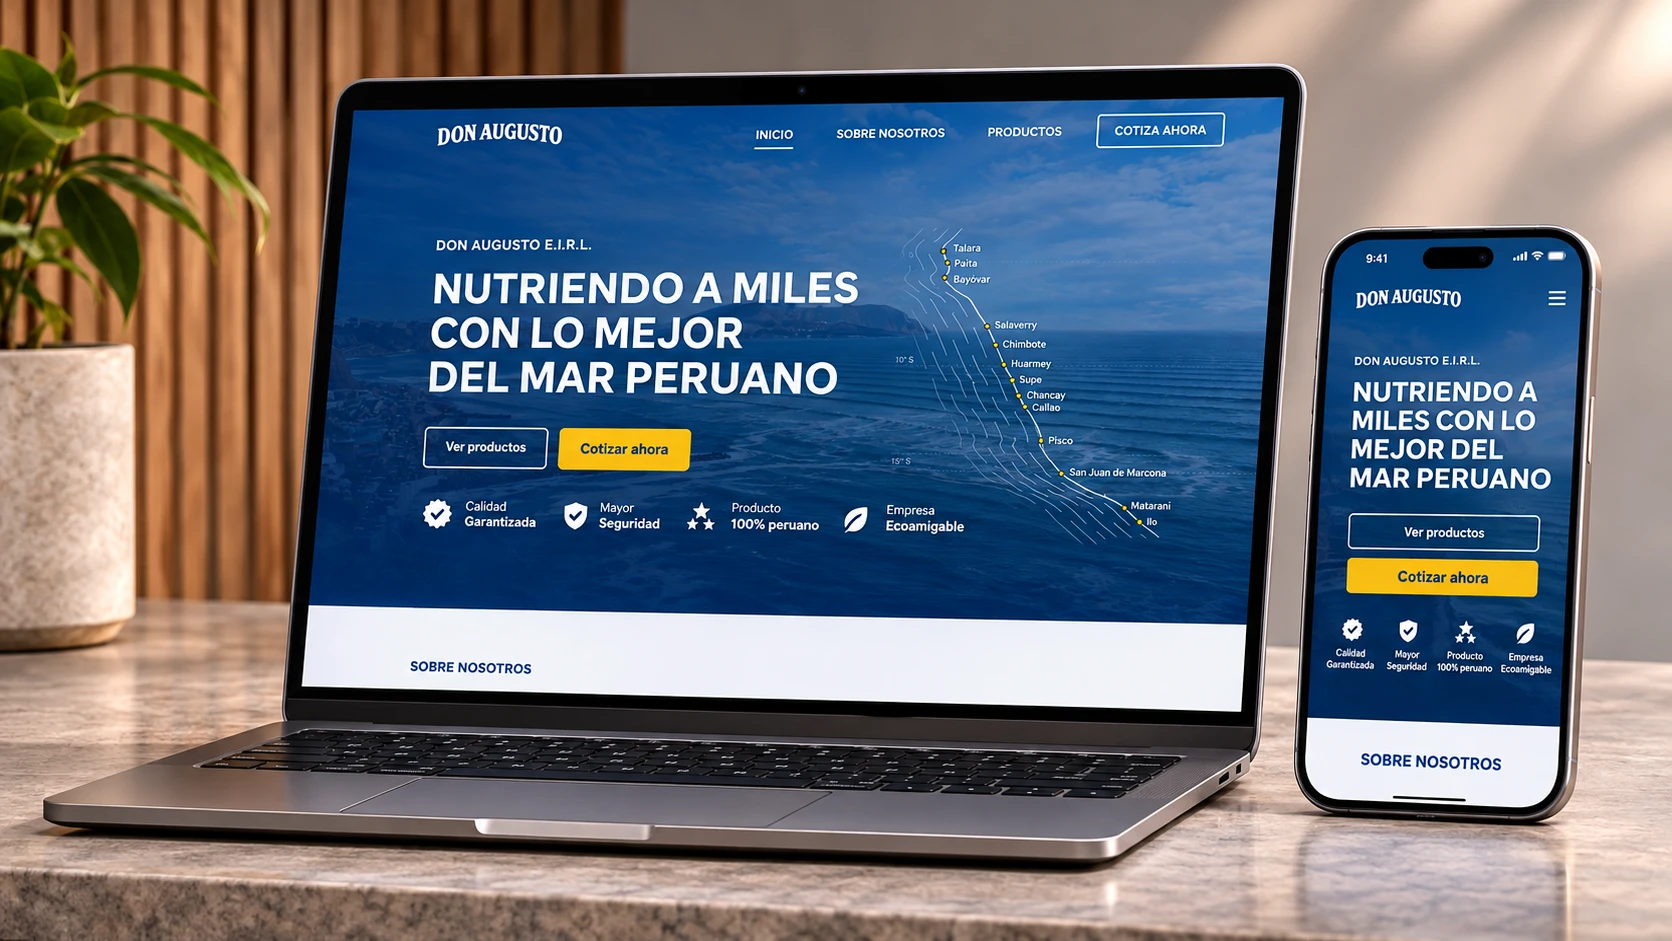 DON AUGUSTO
INICIO
SOBRE NOSOTROS
PRODUCTOS
COTIZA AHORA
DON AUGUSTO E.I.R.L.
NUTRIENDO A MILES
CON LO MEJOR
DEL MAR PERUANO
Ver productos
Cotizar ahora
Calidad
Garantizada
Mayor
Seguridad
Producto
100% peruano
Empresa
Ecoamigable
Talara
Paita
Bayóvar
Salaverry
Chimbote
10° S
Huarmey
Supe
Chancay
Callao
Pisco
15° S
San Juan de Marcona
Matarani
Ilo
SOBRE NOSOTROS
9:41
DON AUGUSTO
DON AUGUSTO E.I.R.L.
NUTRIENDO A
MILES CON LO
MEJOR DEL
MAR PERUANO
Ver productos
Cotizar ahora
Calidad
Garantizada
Mayor
Seguridad
Producto
100% peruano
Empresa
Ecoamigable
SOBRE NOSOTROS